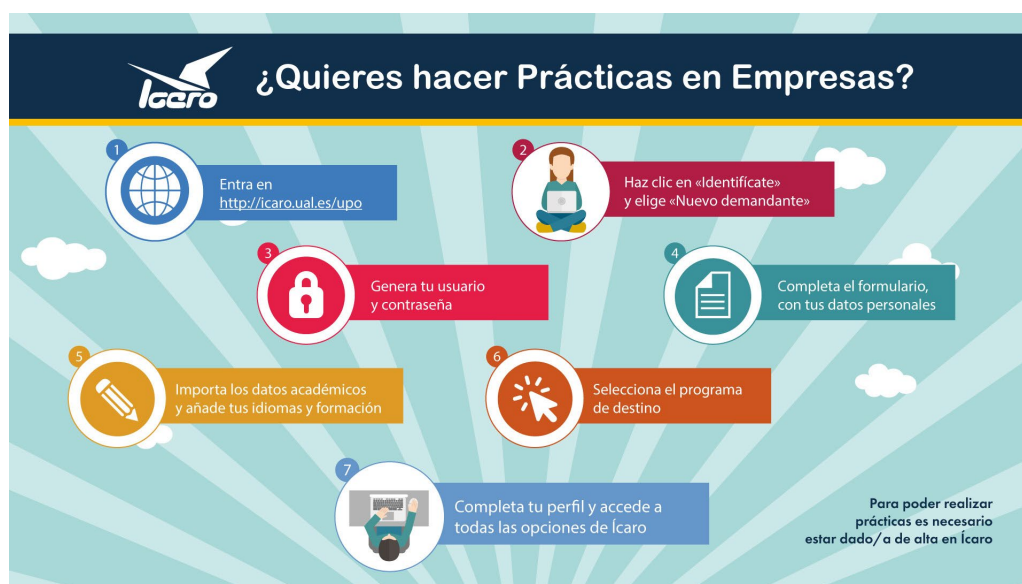 Icaro
¿Quieres hacer Prácticas en Empresas?
1
Entra en
http://icaro.ual.es/upo
2
Haz clic en «Identifícate»
y elige «Nuevo demandante»
3
Genera tu usuario
y contraseña
4
Completa el formulario,
con tus datos personales
5
Importa los datos académicos
y añade tus idiomas y formación
6
Selecciona el programa
de destino
7
Completa tu perfil y accede a
todas las opciones de Ícaro
Para poder realizar
prácticas es necesario
estar dado/a de alta en Ícaro